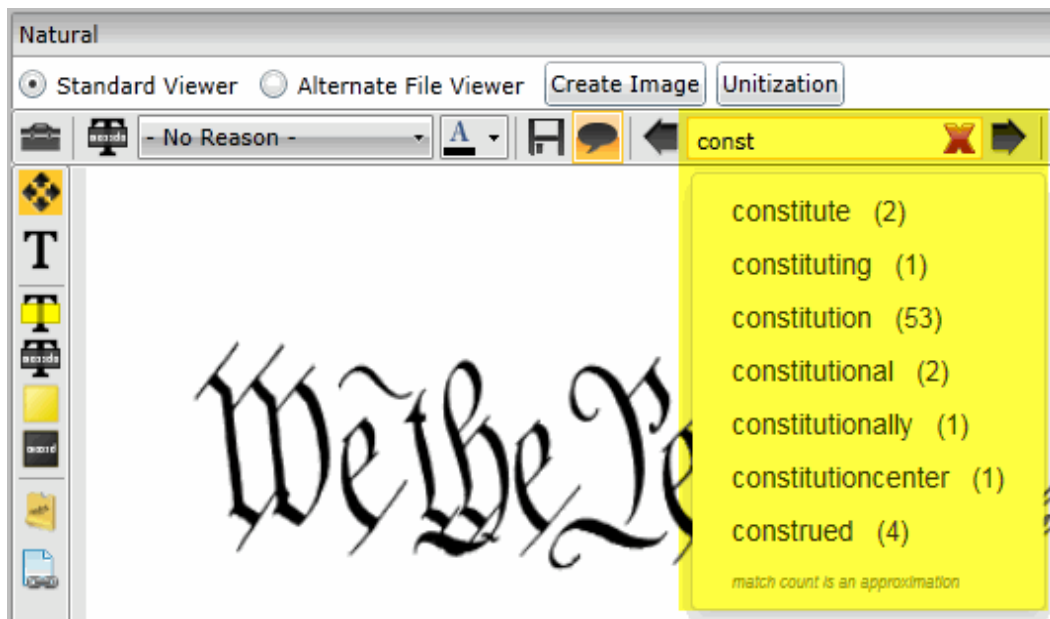 Natural
Standard Viewer Alternate File Viewer Create Image Unitization
- No Reason - A const
T
constitute (2)
constituting (1)
constitution (53)
constitutional (2)
constitutionally (1)
constitutioncenter (1)
construed (4)
match count is an approximation
We the Pe